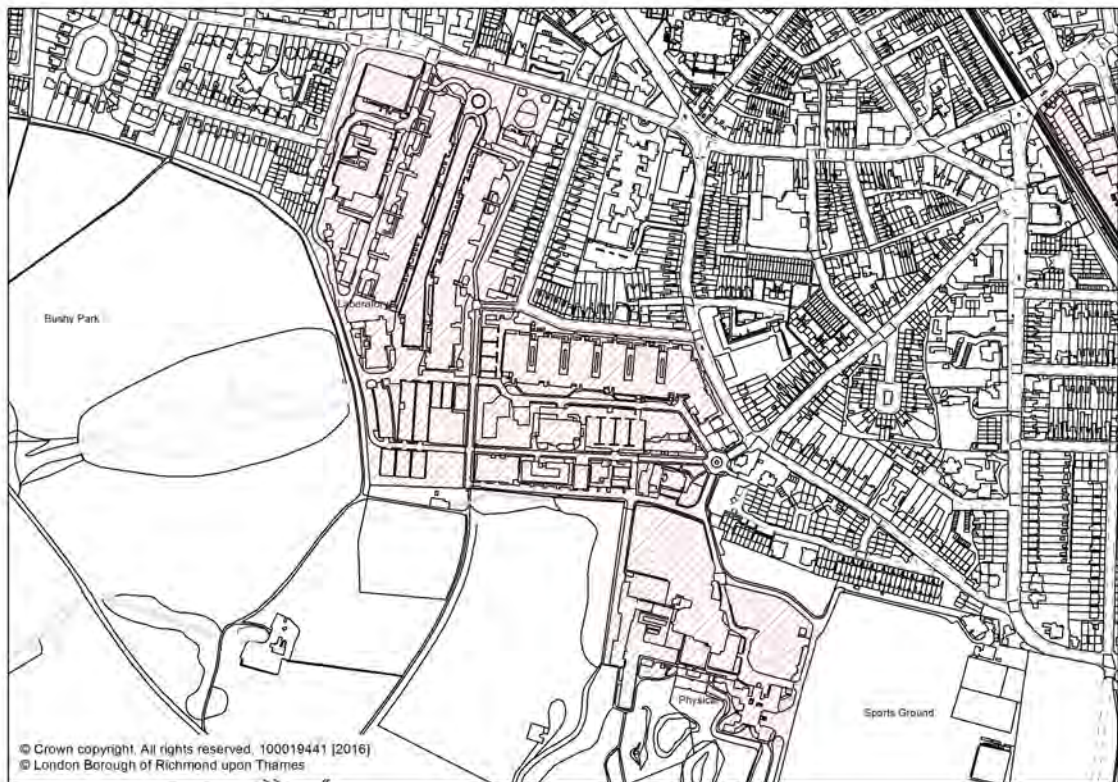 Laboratory
Bushy Park
Physical
Sports Ground
© Crown copyright. All rights reserved. 100019441 [2016]
© London Borough of Richmond upon Thames